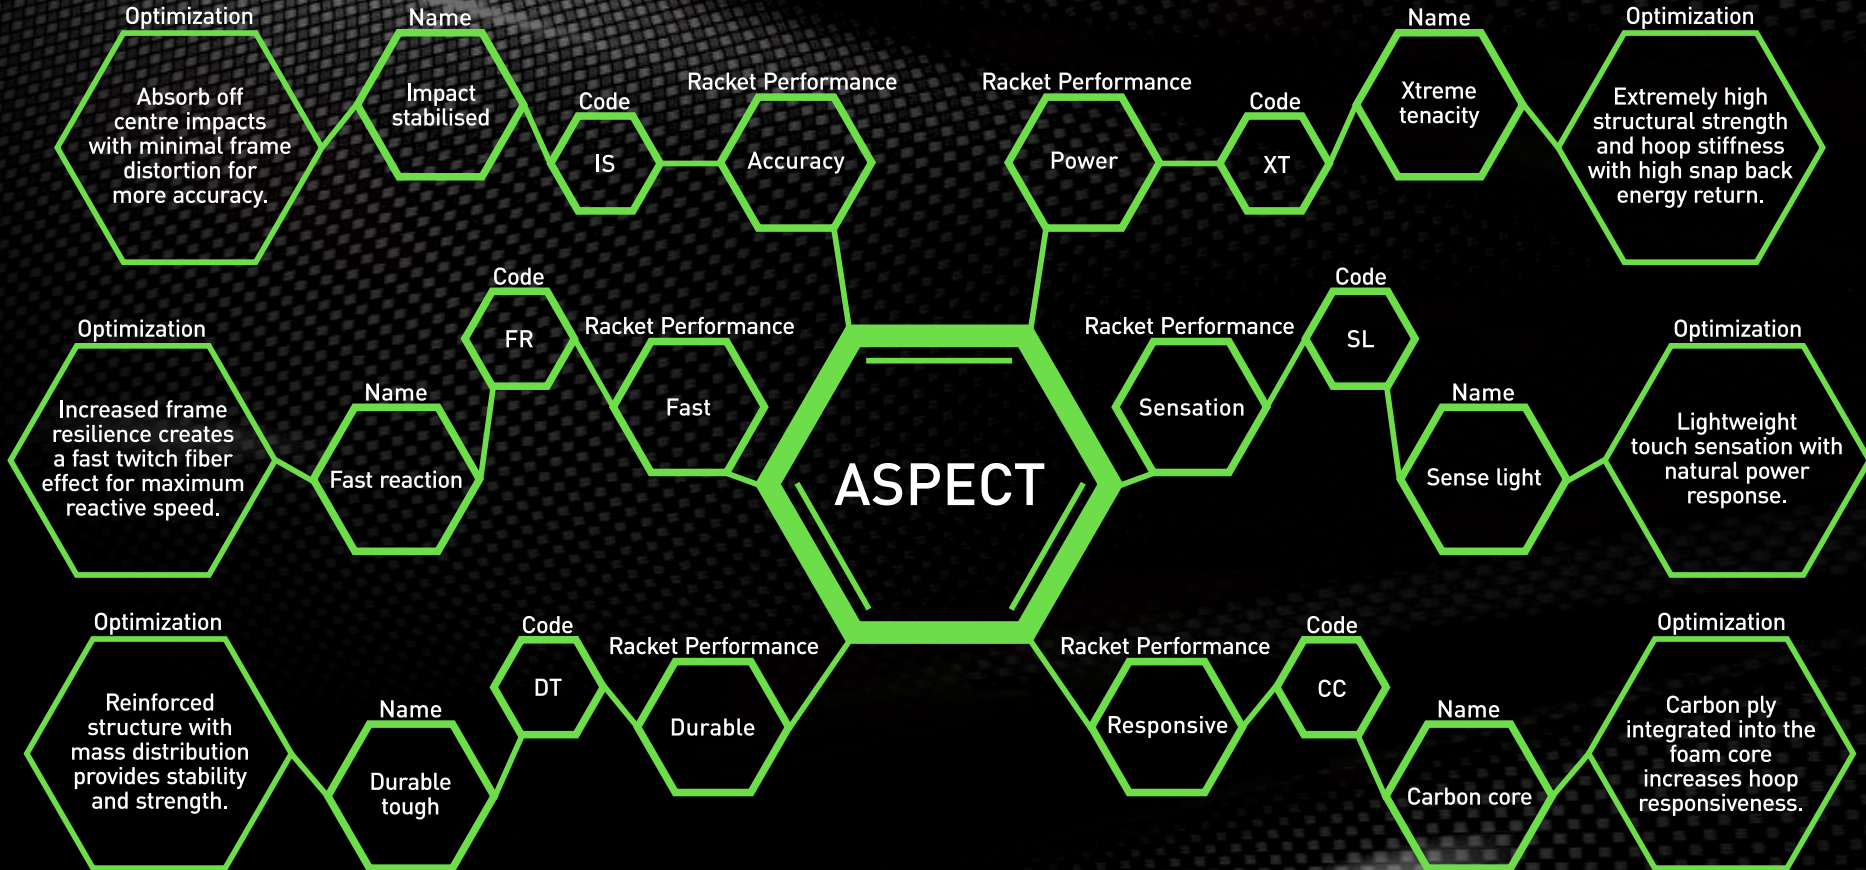 Optimization
Absorb off
centre impacts
with minimal frame
distortion for
more accuracy.
Name
Impact
stabilised
Code
IS
Racket Performance
Accuracy
Racket Performance
Power
Code
XT
Name
Xtreme
tenacity
Optimization
Extremely high
structural strength
and hoop stiffness
with high snap back
energy return.
Optimization
Increased frame
resilience creates
a fast twitch fiber
effect for maximum
reactive speed.
Name
Fast reaction
Code
FR
Racket Performance
Fast
ASPECT
Racket Performance
Sensation
Code
SL
Name
Sense light
Optimization
Lightweight
touch sensation with
natural power
response.
Optimization
Reinforced
structure with
mass distribution
provides stability
and strength.
Name
Durable
tough
Code
DT
Racket Performance
Durable
Racket Performance
Responsive
Code
CC
Name
Carbon core
Optimization
Carbon ply
integrated into the
foam core
increases hoop
responsiveness.